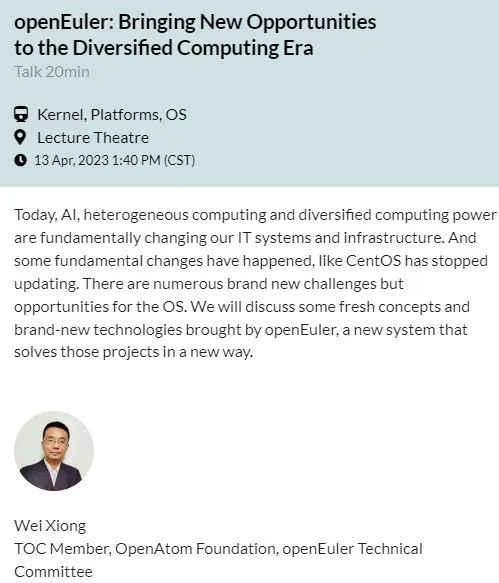 openEuler: Bringing New Opportunities
to the Diversified Computing Era
Talk 20min
Kernel, Platforms, OS
Lecture Theatre
13 Apr, 2023 1:40 PM (CST)
Today, AI, heterogeneous computing and diversified computing power
are fundamentally changing our IT systems and infrastructure. And
some fundamental changes have happened, like CentOS has stopped
updating. There are numerous brand new challenges but
opportunities for the OS. We will discuss some fresh concepts and
brand-new technologies brought by openEuler, a new system that
solves those projects in a new way.
Wei Xiong
TOC Member, OpenAtom Foundation, openEuler Technical
Committee